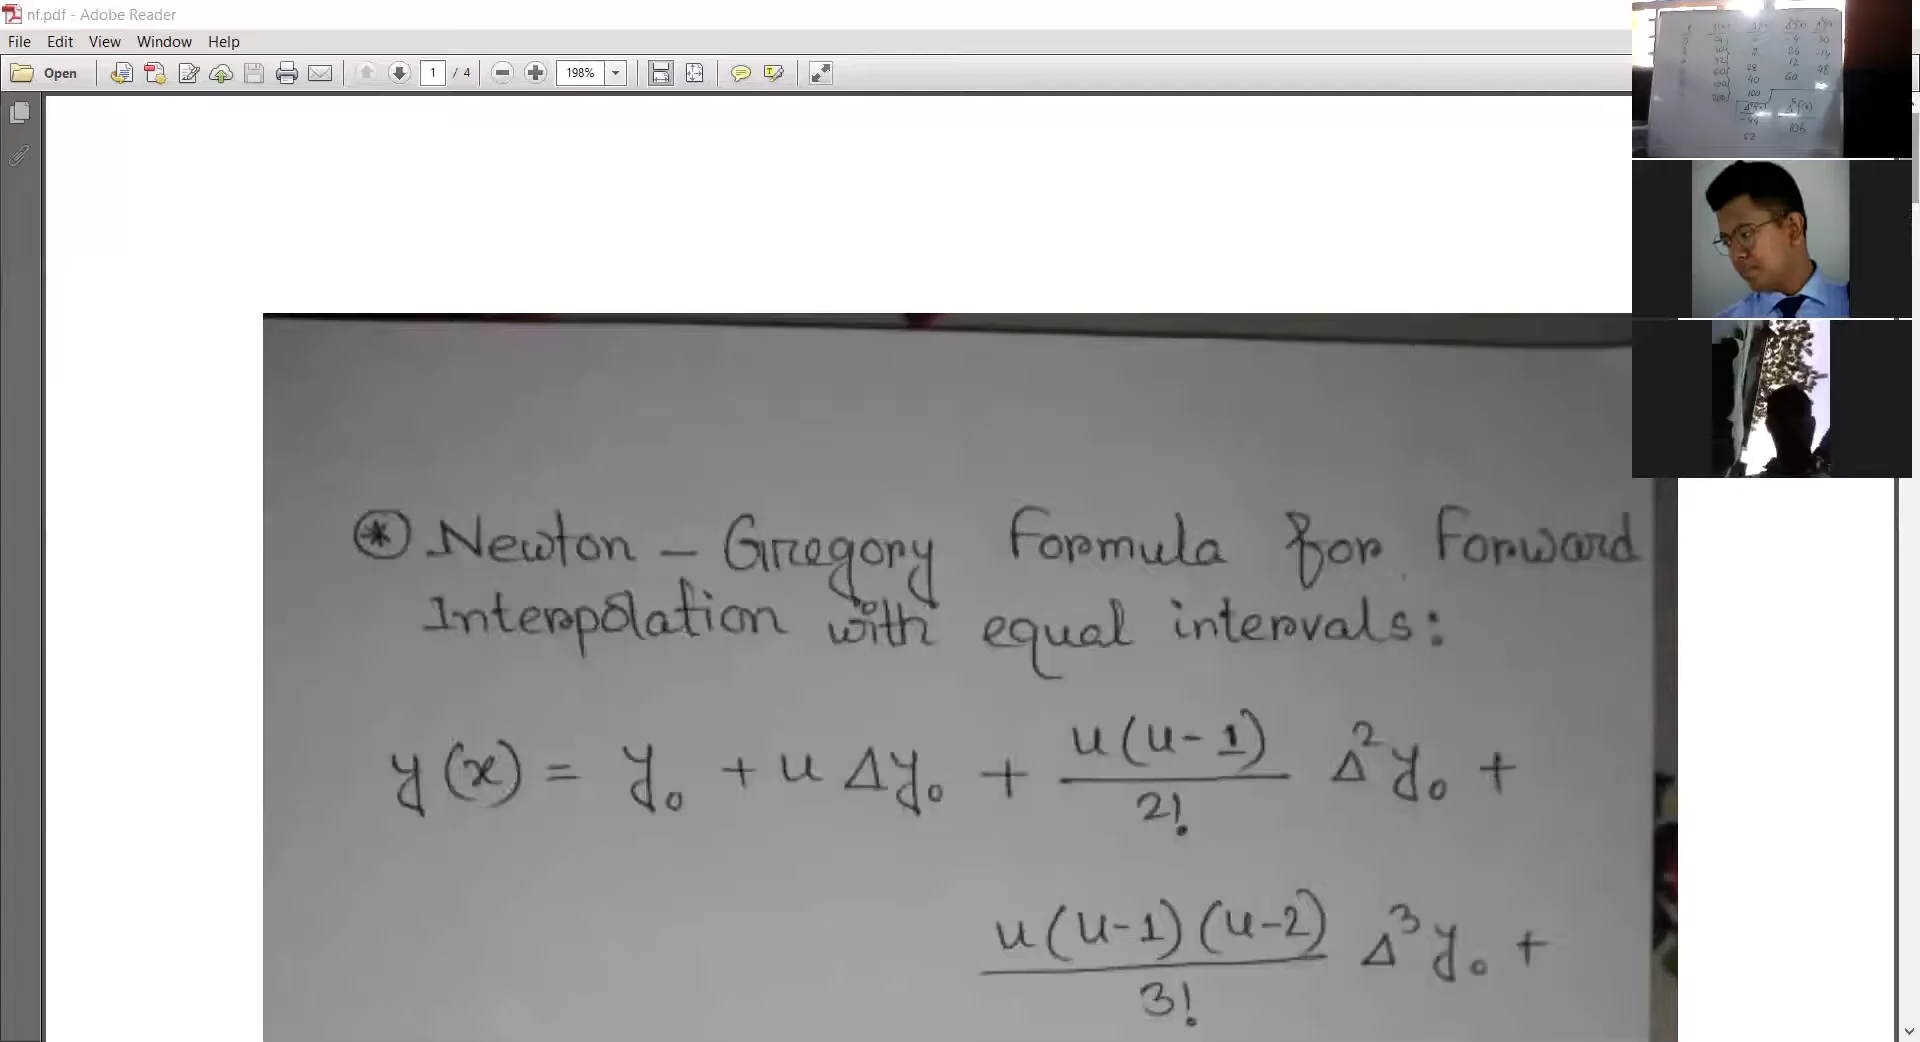 nf.pdf - Adobe Reader
File Edit View Window Help
Open 1 / 4 198%
* Newton - Gregory Formula for Forward
Interpolation with equal intervals:
y(x) = y₀ + u Δy₀ + u(u-1)/2! Δ²y₀ +
u(u-1)(u-2)/3! Δ³y₀ +